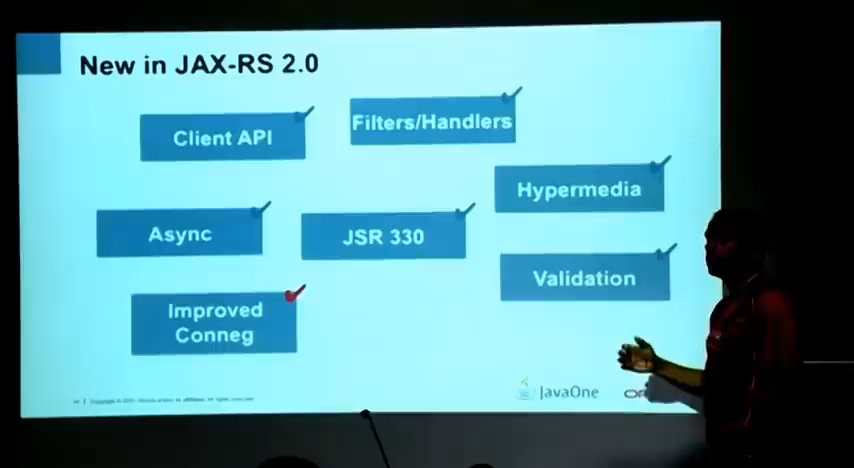 New in JAX-RS 2.0
Client API
Filters/Handlers
Hypermedia
Async
JSR 330
Validation
Improved
Conneg
JavaOne